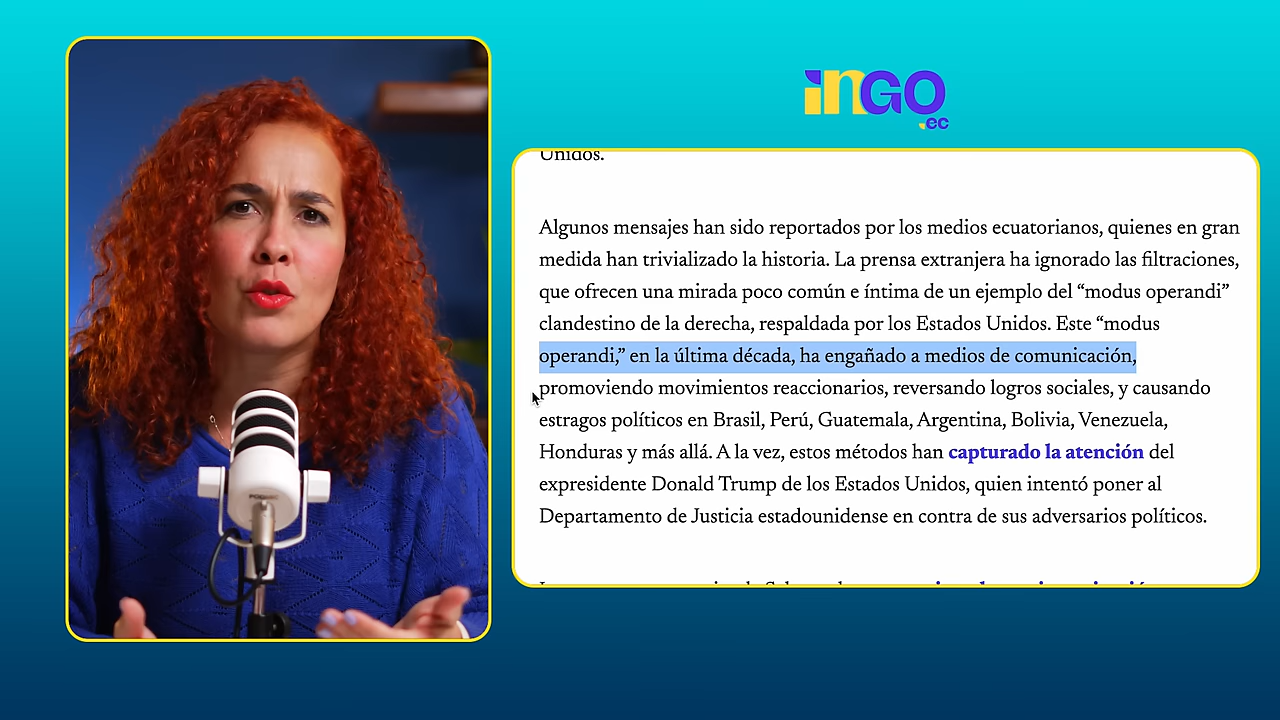 inGO
.ec
Unidos.
Algunos mensajes han sido reportados por los medios ecuatorianos, quienes en gran
medida han trivializado la historia. La prensa extranjera ha ignorado las filtraciones,
que ofrecen una mirada poco común e íntima de un ejemplo del “modus operandi”
clandestino de la derecha, respaldada por los Estados Unidos. Este “modus
operandi,” en la última década, ha engañado a medios de comunicación,
promoviendo movimientos reaccionarios, reversando logros sociales, y causando
estragos políticos en Brasil, Perú, Guatemala, Argentina, Bolivia, Venezuela,
Honduras y más allá. A la vez, estos métodos han capturado la atención del
expresidente Donald Trump de los Estados Unidos, quien intentó poner al
Departamento de Justicia estadounidense en contra de sus adversarios políticos.